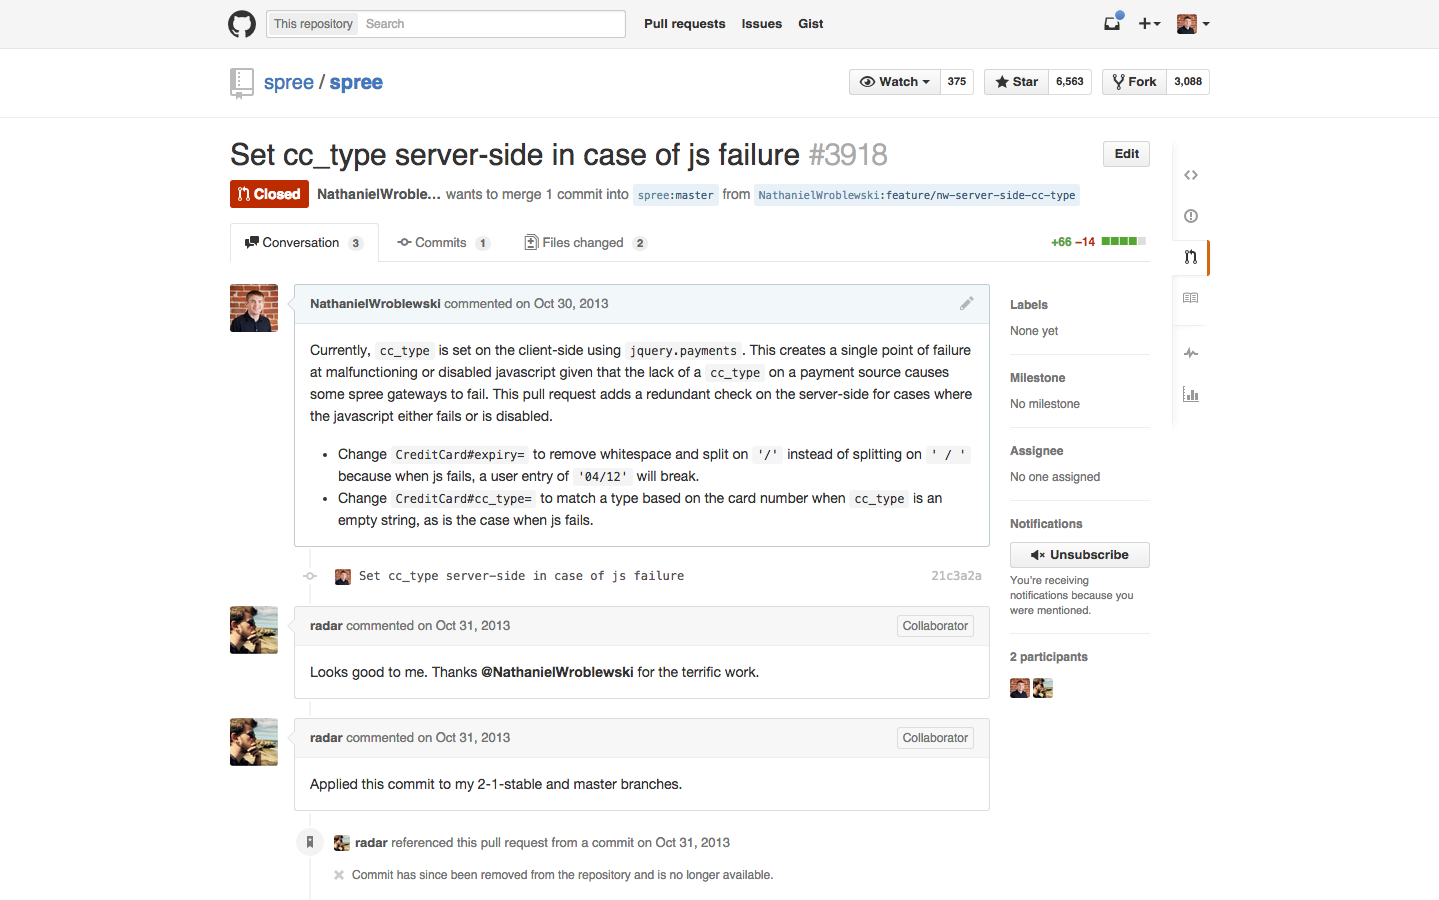 This repository Search Pull requests Issues Gist
spree / spree Watch 375 Star 6,563 Fork 3,088
Set cc_type server-side in case of js failure #3918 Edit
Closed NathanielWroble… wants to merge 1 commit into spree:master from NathanielWroblewski:feature/nw-server-side-cc-type
Conversation 3 Commits 1 Files changed 2 +66 −14
NathanielWroblewski commented on Oct 30, 2013
Currently, cc_type is set on the client-side using jquery.payments . This creates a single point of failure
at malfunctioning or disabled javascript given that the lack of a cc_type on a payment source causes
some spree gateways to fail. This pull request adds a redundant check on the server-side for cases where
the javascript either fails or is disabled.
• Change CreditCard#expiry= to remove whitespace and split on '/' instead of splitting on ' / '
because when js fails, a user entry of '04/12' will break.
• Change CreditCard#cc_type= to match a type based on the card number when cc_type is an
empty string, as is the case when js fails.
Set cc_type server-side in case of js failure 21c3a2a
radar commented on Oct 31, 2013 Collaborator
Looks good to me. Thanks @NathanielWroblewski for the terrific work.
radar commented on Oct 31, 2013 Collaborator
Applied this commit to my 2-1-stable and master branches.
radar referenced this pull request from a commit on Oct 31, 2013
Commit has since been removed from the repository and is no longer available.
Labels
None yet
Milestone
No milestone
Assignee
No one assigned
Notifications
Unsubscribe
You're receiving
notifications because you
were mentioned.
2 participants